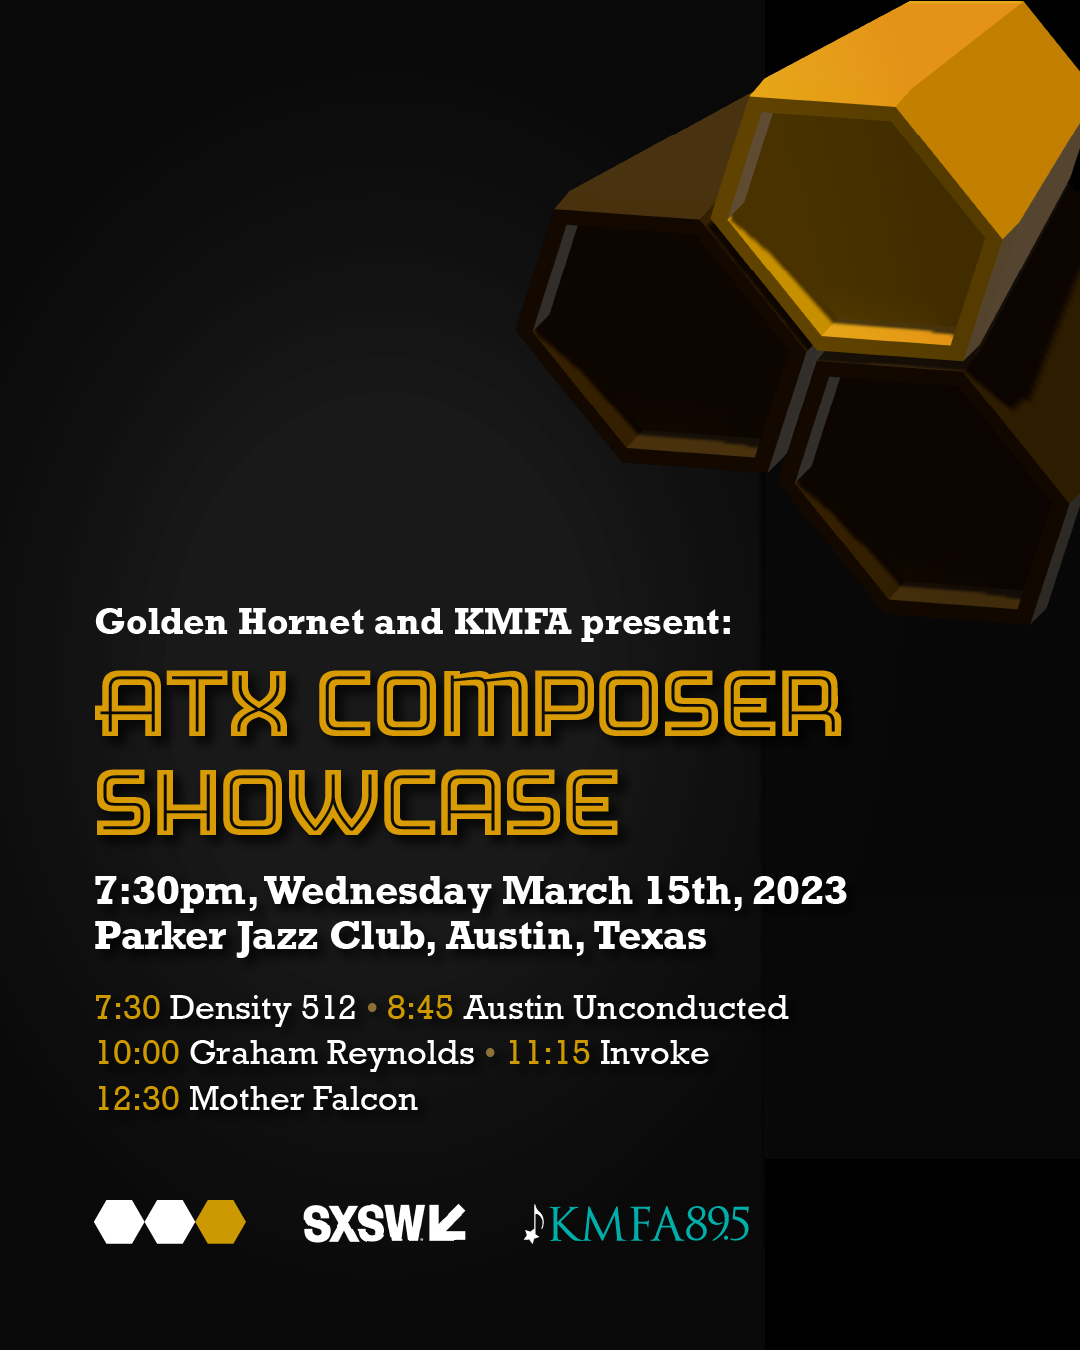 Golden Hornet and KMFA present:
ATX COMPOSER
SHOWCASE
7:30pm, Wednesday March 15th, 2023
Parker Jazz Club, Austin, Texas
7:30 Density 512 • 8:45 Austin Unconducted
10:00 Graham Reynolds • 11:15 Invoke
12:30 Mother Falcon
SXSW. KMFA 89.5